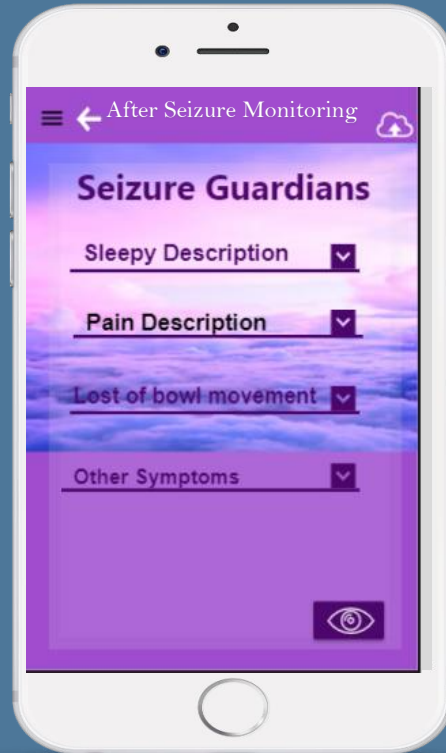 After Seizure Monitoring
Seizure Guardians
Sleepy Description
Pain Description
Lost of bowl movement
Other Symptoms